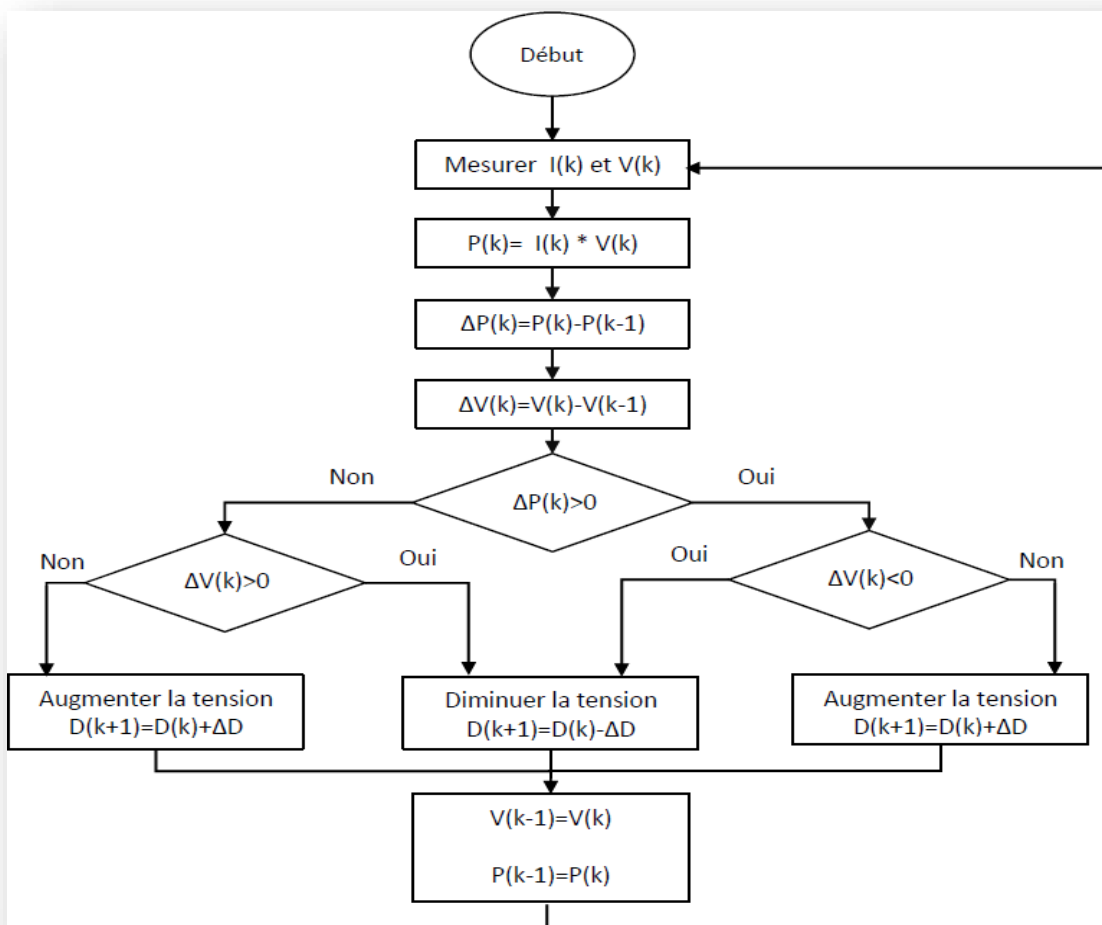 Début
Mesurer I(k) et V(k)
P(k)= I(k) * V(k)
ΔP(k)=P(k)-P(k-1)
ΔV(k)=V(k)-V(k-1)
Non
Oui
ΔP(k)>0
Non
Oui
Oui
Non
ΔV(k)>0
ΔV(k)<0
Augmenter la tension
D(k+1)=D(k)+ΔD
Diminuer la tension
D(k+1)=D(k)-ΔD
Augmenter la tension
D(k+1)=D(k)+ΔD
V(k-1)=V(k)
P(k-1)=P(k)